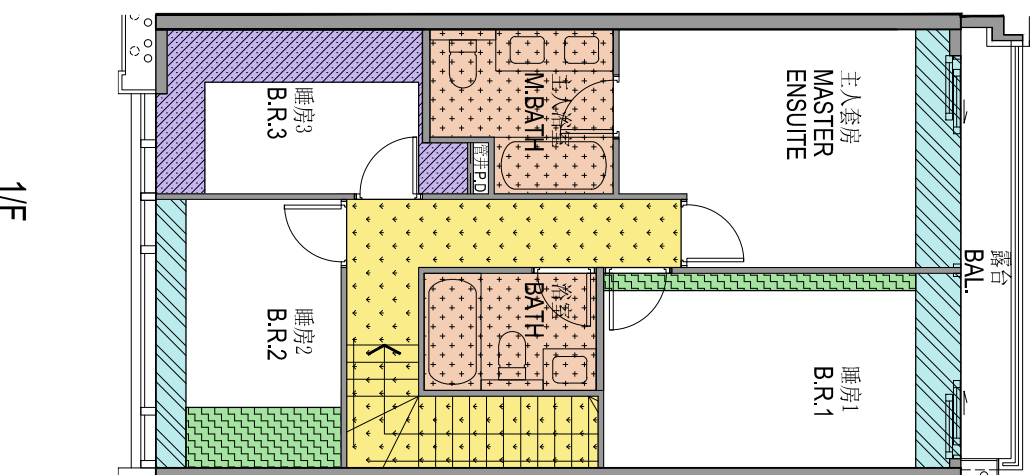 睡房3
B.R.3
主人浴室
M.BATH
管井P.D
主人套房
MASTER
ENSUITE
露台
BAL.
1/F
睡房2
B.R.2
浴室
BATH
睡房1
B.R.1